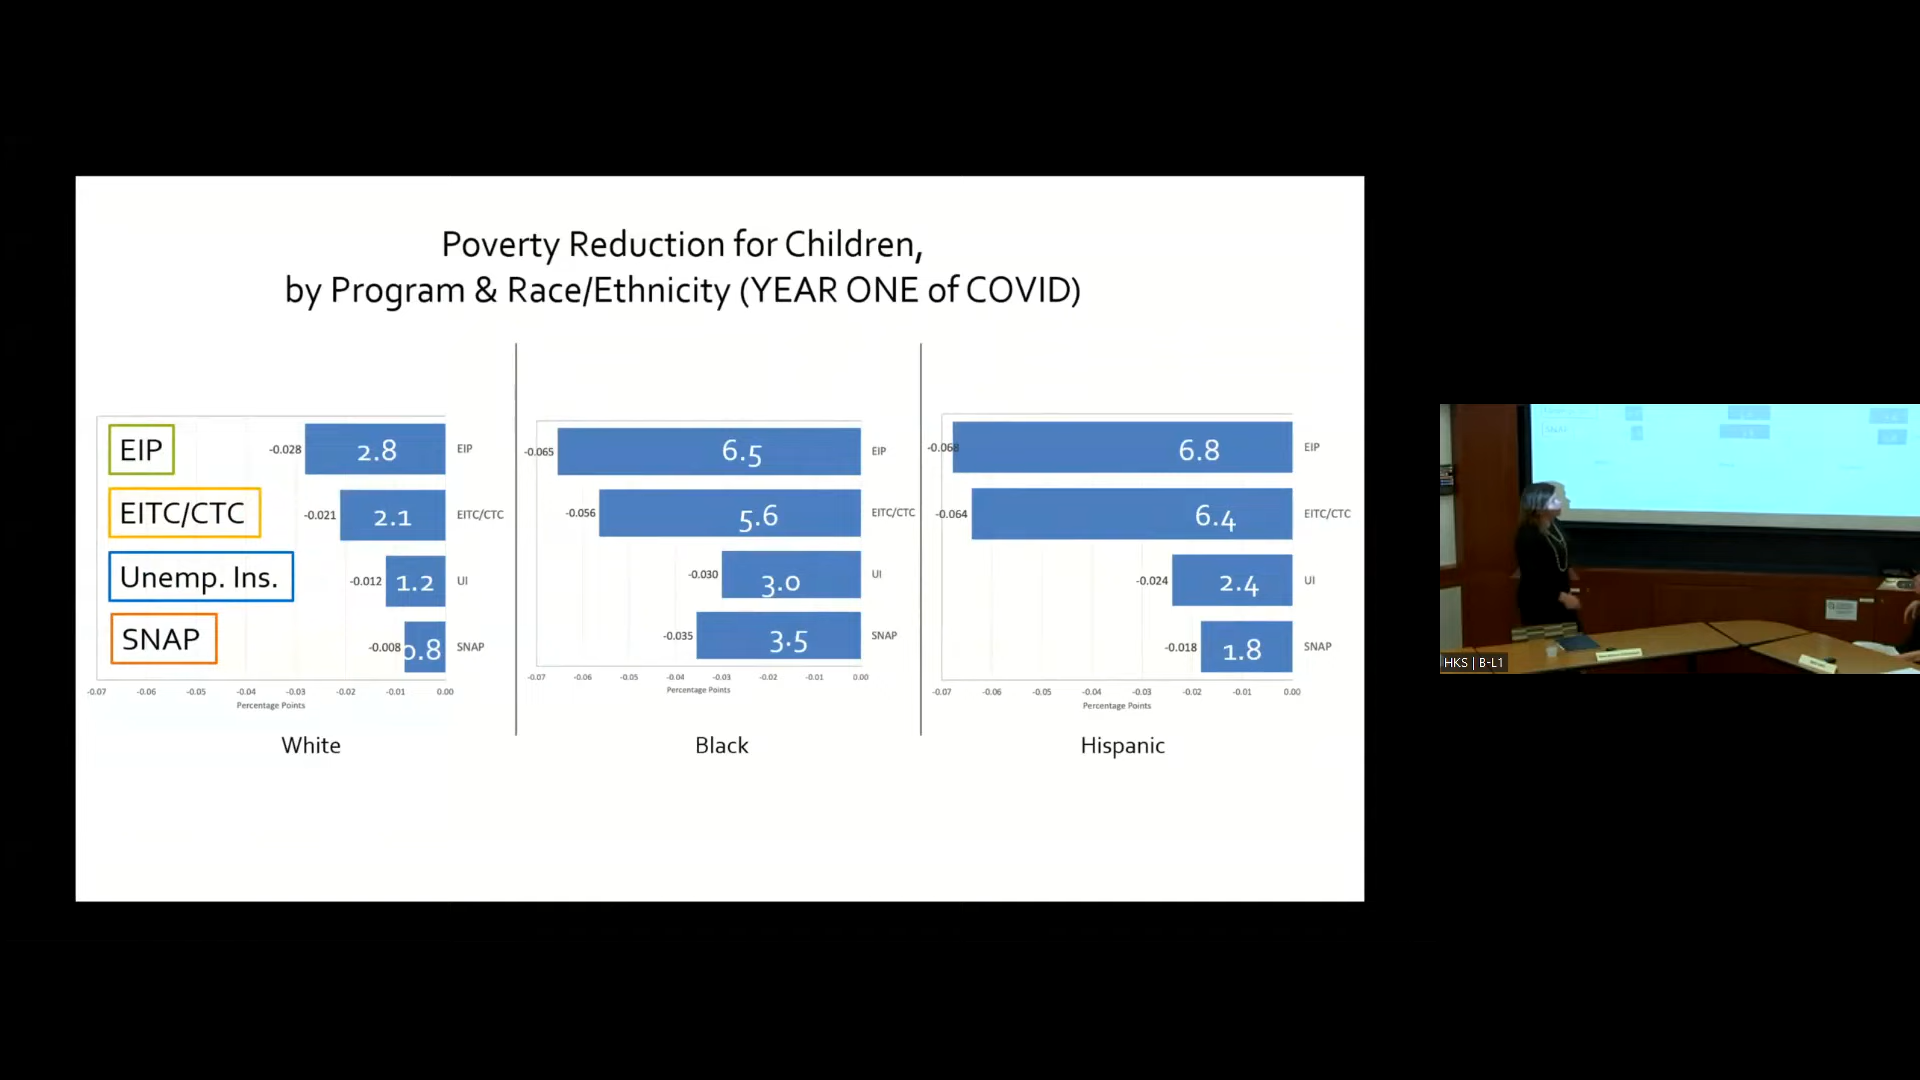 Poverty Reduction for Children,
by Program & Race/Ethnicity (YEAR ONE of COVID)
EIP
-0.028
2.8
EIP
EITC/CTC
-0.021
2.1
EITC/CTC
Unemp. Ins.
-0.012
1.2
UI
SNAP
-0.008
0.8
SNAP
-0.07 -0.06 -0.05 -0.04 -0.03 -0.02 -0.01 0.00
Percentage Points
White
-0.065
6.5
EIP
-0.056
5.6
EITC/CTC
-0.030
3.0
UI
-0.035
3.5
SNAP
-0.07 -0.06 -0.05 -0.04 -0.03 -0.02 -0.01 0.00
Percentage Points
Black
-0.068
6.8
EIP
-0.064
6.4
EITC/CTC
-0.024
2.4
UI
-0.018
1.8
SNAP
-0.07 -0.06 -0.05 -0.04 -0.03 -0.02 -0.01 0.00
Percentage Points
Hispanic
HKS | B-L1